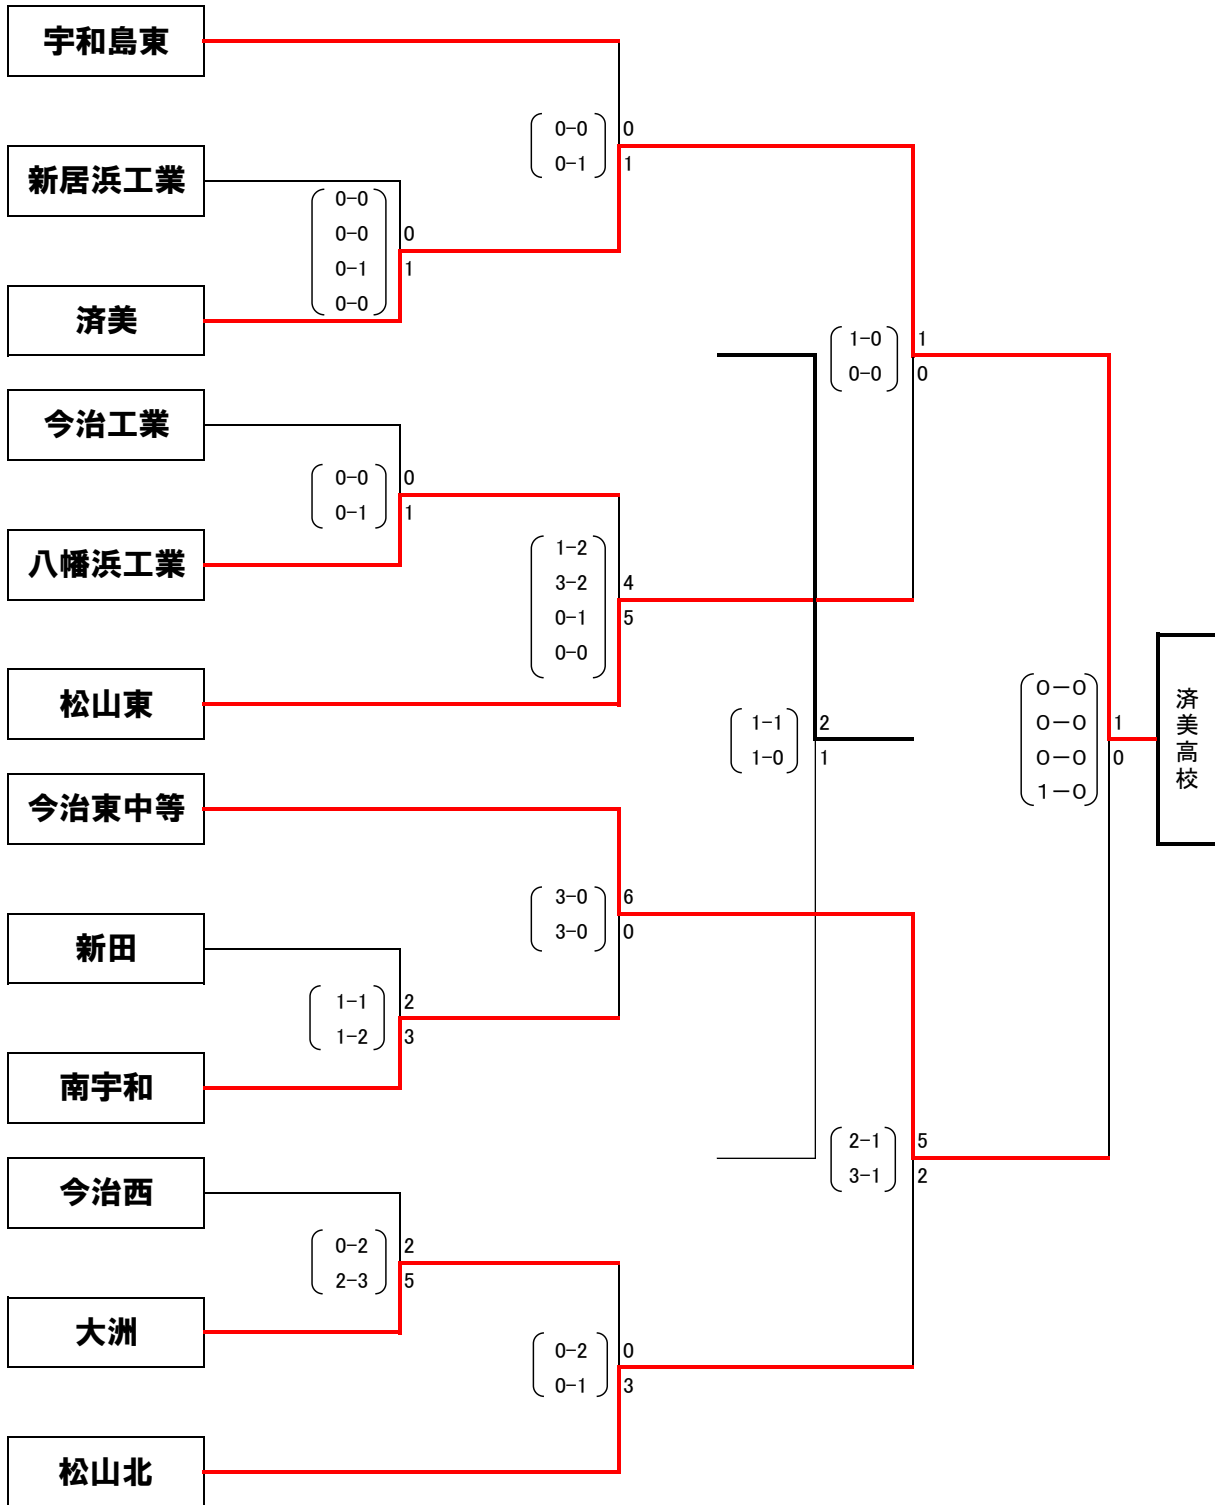 宇和島東
0-0 0
0-1 1
新居浜工業
0-0
0-0 0
0-1 1
0-0
済美
1-0 1
0-0 0
今治工業
0-0 0
0-1 1
八幡浜工業
1-2
3-2 4
0-1 5
0-0
松山東
1-1 2
1-0 1
0－0
0－0 1
0－0 0
1－0
済美高校
今治東中等
3-0 6
3-0 0
新田
1-1 2
1-2 3
南宇和
2-1 5
3-1 2
今治西
0-2 2
2-3 5
大洲
0-2 0
0-1 3
松山北